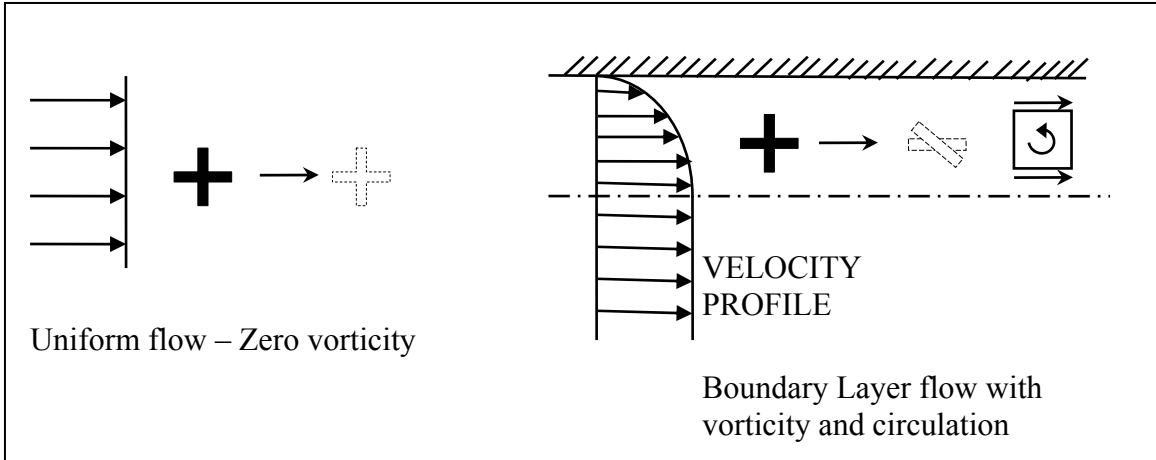 VELOCITY
PROFILE
Uniform flow – Zero vorticity
Boundary Layer flow with
vorticity and circulation